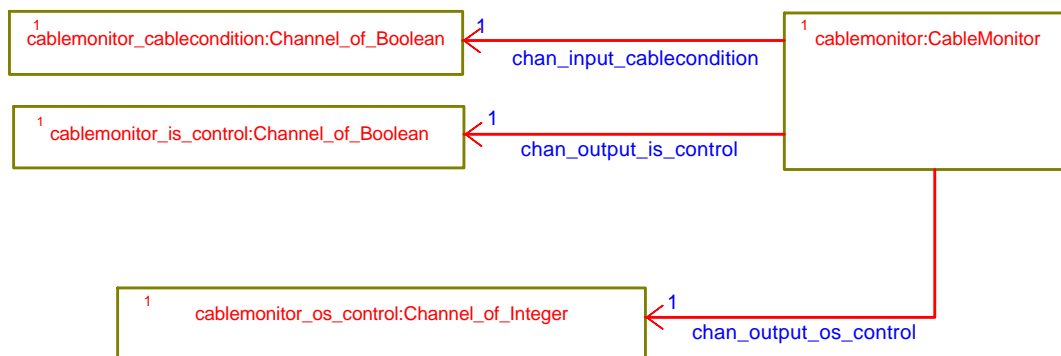 1
cablemonitor_cablecondition:Channel_of_Boolean
1
chan_input_cablecondition
1
cablemonitor:CableMonitor
1
cablemonitor_is_control:Channel_of_Boolean
1
chan_output_is_control
1
cablemonitor_os_control:Channel_of_Integer
1
chan_output_os_control